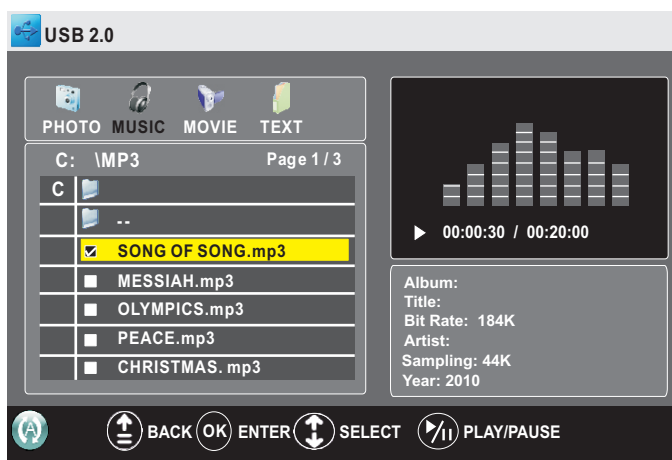 USB 2.0
PHOTO MUSIC MOVIE TEXT
C: \MP3 Page 1 / 3
C
--
SONG OF SONG.mp3
MESSIAH.mp3
OLYMPICS.mp3
PEACE.mp3
CHRISTMAS. mp3
00:00:30 / 00:20:00
Album:
Title:
Bit Rate: 184K
Artist:
Sampling: 44K
Year: 2010
A BACK OK ENTER SELECT PLAY/PAUSE